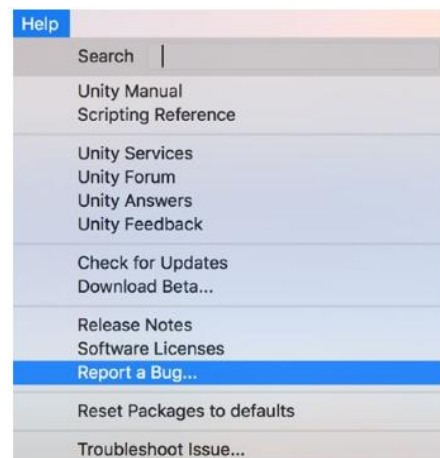 Help
Search
Unity Manual
Scripting Reference
Unity Services
Unity Forum
Unity Answers
Unity Feedback
Check for Updates
Download Beta...
Release Notes
Software Licenses
Report a Bug...
Reset Packages to defaults
Troubleshoot Issue...